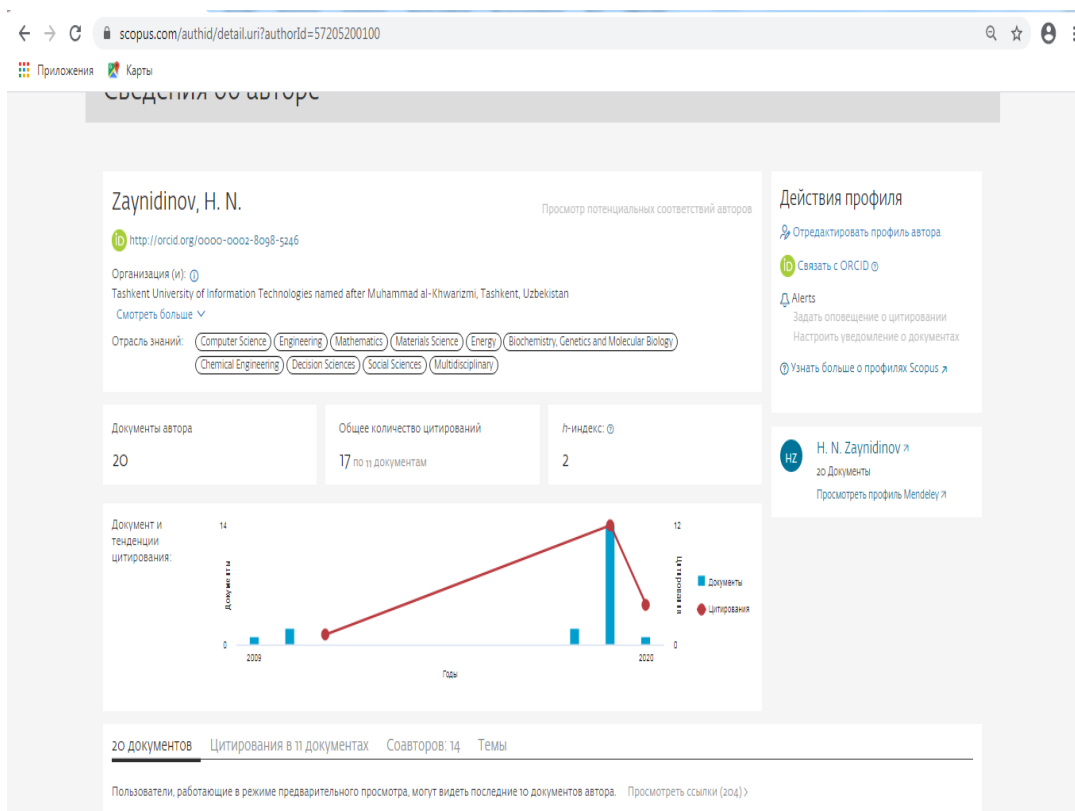 scopus.com/authid/detail.uri?authorId=57205200100
Приложения Карты
Сведения об авторе
Zaynidinov, H. N.
Просмотр потенциальных соответствий авторов
http://orcid.org/0000-0002-8098-5246
Организация (и):
Tashkent University of Information Technologies named after Muhammad al-Khwarizmi, Tashkent, Uzbekistan
Смотреть больше
Отрасль знаний: Computer Science Engineering Mathematics Materials Science Energy Biochemistry, Genetics and Molecular Biology
Chemical Engineering Decision Sciences Social Sciences Multidisciplinary
Действия профиля
Отредактировать профиль автора
iD Связать с ORCID
Alerts
Задать оповещение о цитировании
Настроить уведомление о документах
Узнать больше о профилях Scopus
Документы автора
20
Общее количество цитирований
17 по 11 документам
h-индекс:
2
HZ H. N. Zaynidinov
20 Документы
Просмотреть профиль Mendeley
Документ и
тенденции
цитирования:
14
0
Документы
2009
2020
Годы
12
0
Цитирования
Документы
Цитирования
20 документов Цитирования в 11 документах Соавторов: 14 Темы
Пользователи, работающие в режиме предварительного просмотра, могут видеть последние 10 документов автора. Просмотреть ссылки (204)